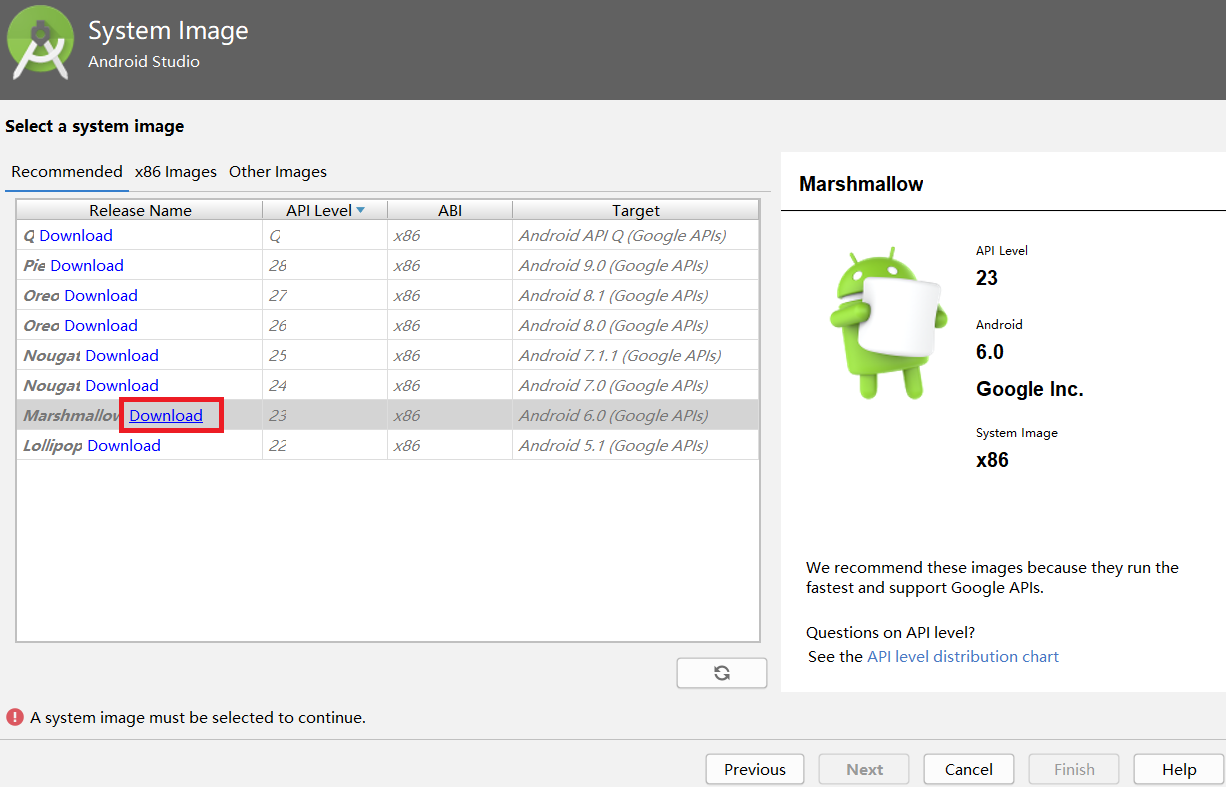 System Image
Android Studio
Select a system image
Recommended x86 Images Other Images
Release Name API Level ABI Target
Q Download Q x86 Android API Q (Google APIs)
Pie Download 28 x86 Android 9.0 (Google APIs)
Oreo Download 27 x86 Android 8.1 (Google APIs)
Oreo Download 26 x86 Android 8.0 (Google APIs)
Nougat Download 25 x86 Android 7.1.1 (Google APIs)
Nougat Download 24 x86 Android 7.0 (Google APIs)
Marshmallow Download 23 x86 Android 6.0 (Google APIs)
Lollipop Download 22 x86 Android 5.1 (Google APIs)
Marshmallow
API Level
23
Android
6.0
Google Inc.
System Image
x86
We recommend these images because they run the
fastest and support Google APIs.
Questions on API level?
See the API level distribution chart
A system image must be selected to continue.
Previous Next Cancel Finish Help